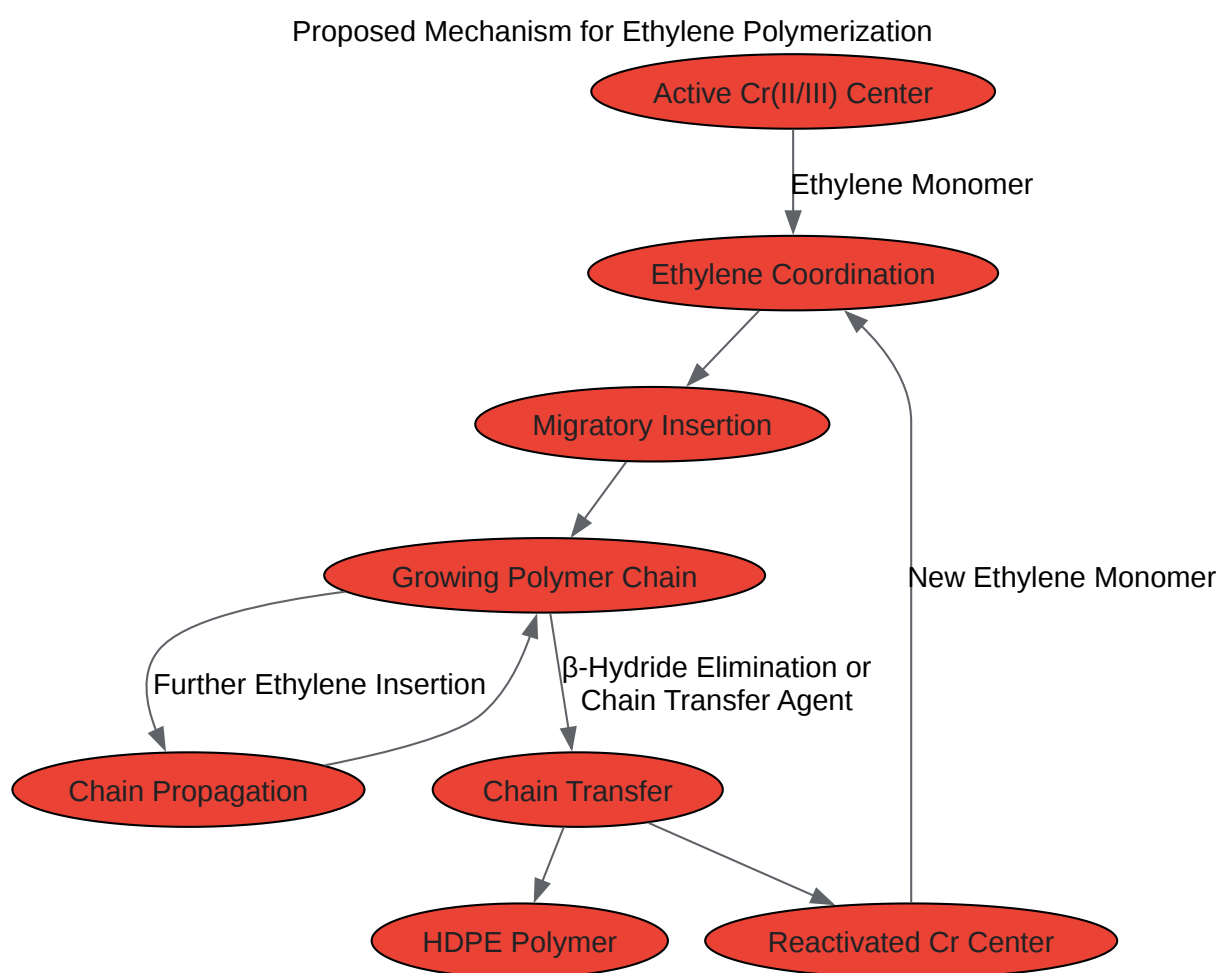 Proposed Mechanism for Ethylene Polymerization
Active Cr(II/III) Center
Ethylene Monomer
Ethylene Coordination
Migratory Insertion
Growing Polymer Chain
New Ethylene Monomer
Further Ethylene Insertion
β-Hydride Elimination or
Chain Transfer Agent
Chain Propagation
Chain Transfer
HDPE Polymer
Reactivated Cr Center